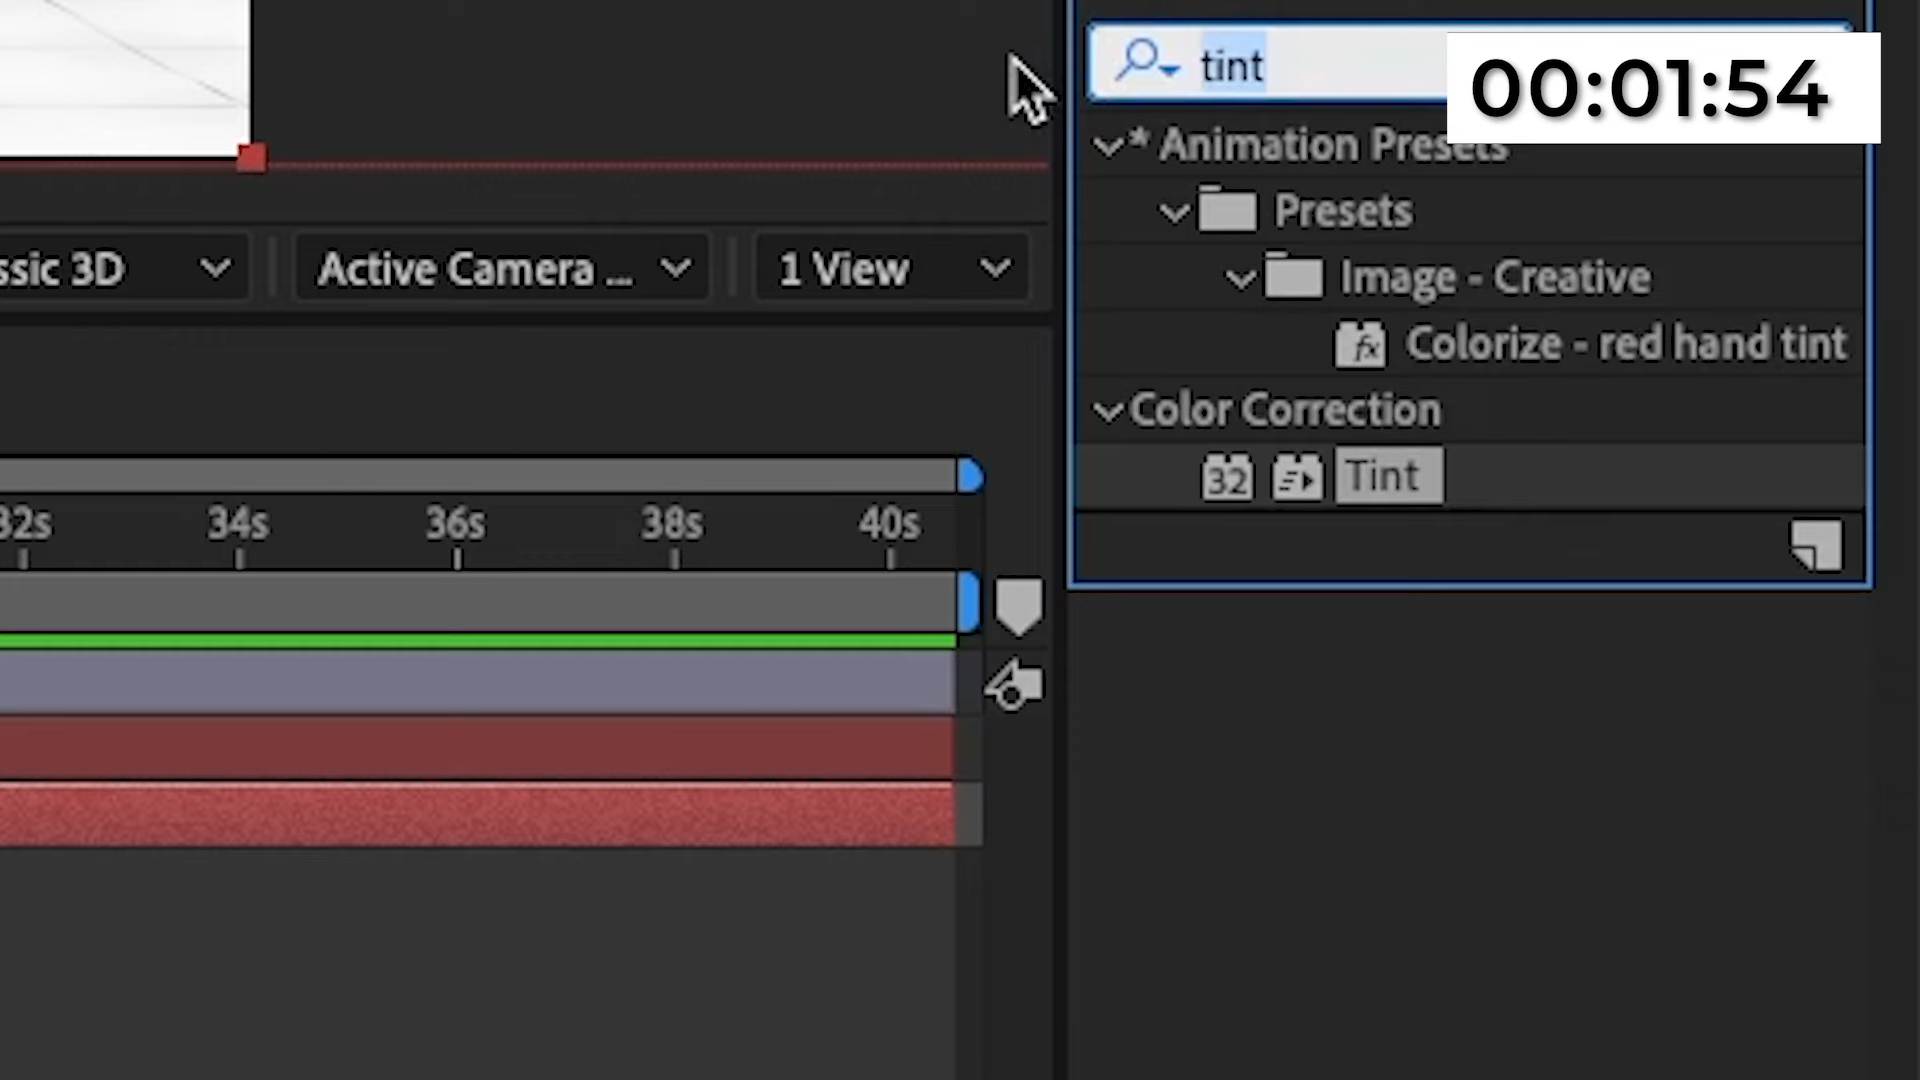 tint
00:01:54
* Animation Presets
Presets
Image - Creative
Colorize - red hand tint
Color Correction
32 Tint
ssic 3D
Active Camera ...
1 View
32s 34s 36s 38s 40s